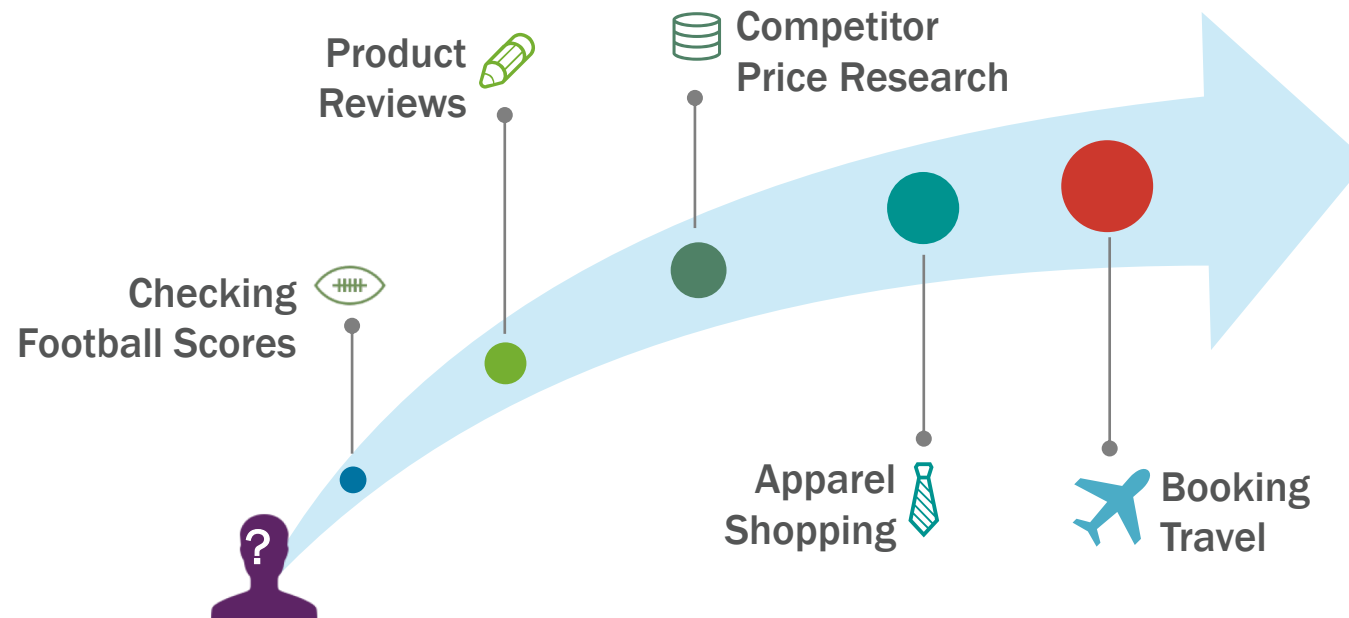 Product
Reviews
Competitor
Price Research
Checking
Football Scores
?
Apparel
Shopping
Booking
Travel